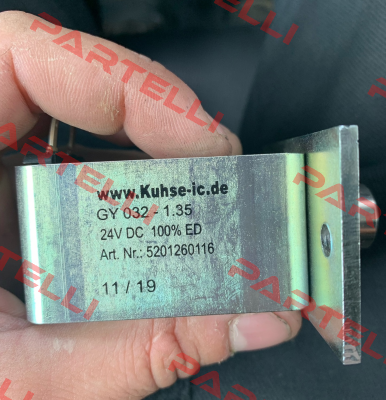 PARTELLI
www.Kuhse-ic.de
GY 032 - 1.35
24V DC 100% ED
Art. Nr.: 5201260116
11 / 19
PARTELLI
PARTELLI
PARTELLI
PARTELLI